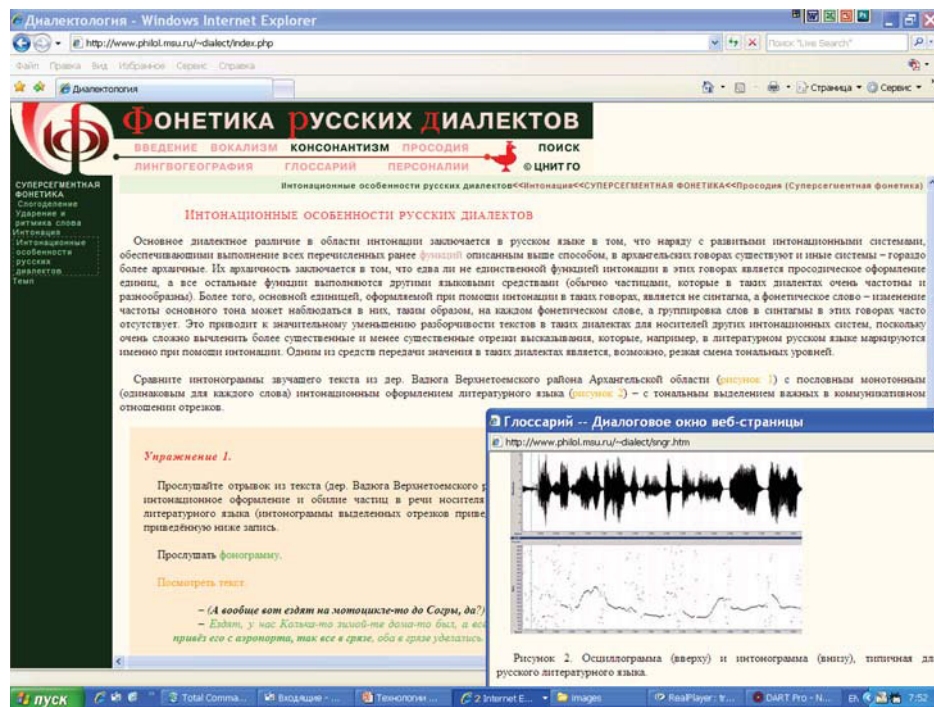 Диалектология - Windows Internet Explorer
http://www.philol.msu.ru/~dialect/index.php
Поиск "Live Search"
Файл Правка Вид Избранное Сервис Справка
Диалектология
Страница Сервис
ФОНЕТИКА РУССКИХ ДИАЛЕКТОВ
ВВЕДЕНИЕ ВОКАЛИЗМ КОНСОНАНТИЗМ ПРОСОДИЯ ПОИСК
ЛИНГВОГЕОГРАФИЯ ГЛОССАРИЙ ПЕРСОНАЛИИ © ЦНИТ ГО
СУПЕРСЕГМЕНТНАЯ
ФОНЕТИКА
Слогоделение
Ударение и
ритмика слова
Интонация
Интонационные
особенности
русских
диалектов
Темп
Интонационные особенности русских диалектов<<Интонация<<СУПЕРСЕГМЕНТНАЯ ФОНЕТИКА<<Просодия (Суперсегментная фонетика)
ИНТОНАЦИОННЫЕ ОСОБЕННОСТИ РУССКИХ ДИАЛЕКТОВ
Основное диалектное различие в области интонации заключается в русском языке в том, что наряду с развитыми интонационными системами,
обеспечивающими выполнение всех перечисленных ранее функций описанным выше способом, в архангельских говорах существуют и иные системы – гораздо
более архаичные. Их архаичность заключается в том, что едва ли не единственной функцией интонации в этих говорах является просодическое оформление
единиц, а все остальные функции выполняются другими языковыми средствами (обычно частицами, которые в таких диалектах очень частотны и
разнообразны). Более того, основной единицей, оформляемой при помощи интонации в таких говорах, является не синтагма, а фонетическое слово – изменение
частоты основного тона может наблюдаться в них, таким образом, на каждом фонетическом слове, а группировка слов в синтагмы в этих говорах часто
отсутствует. Это приводит к значительному уменьшению разборчивости текстов в таких диалектах для носителей других интонационных систем, поскольку
очень сложно вычленить более существенные и менее существенные отрезки высказывания, которые, например, в литературном русском языке маркируются
именно при помощи интонации. Одним из средств передачи значения в таких диалектах является, возможно, резкая смена тональных уровней.
Сравните интонограммы звучащего текста из дер. Вадюга Верхнетоемского района Архангельской области (рисунок 1) с пословным монотонным
(одинаковым для каждого слова) интонационным оформлением литературного языка (рисунок 2) – с тональным выделением важных в коммуникативном
отношении отрезков.
Упражнение 1.
Прослушайте отрывок из текста (дер. Вадюга Верхнетоемского р
интонационное оформление и обилие частиц в речи носителя
литературного языка (интонограммы выделенных отрезков приве
приведённую ниже запись.
Прослушать фонограмму.
Посмотреть текст.
– (А вообще вот ездят на мотоцикле-то до Согры, да?)
– Ездят, у нас Колька-то зимой-те дома-то был, а все
привёз его с аэропорта, так все в грязе, оба в грязе уделались
Глоссарий -- Диалоговое окно веб-страницы
http://www.philol.msu.ru/~dialect/sngr.htm
Рисунок 2. Осциллограмма (вверху) и интонограмма (внизу), типичная дл
русского литературного языка.
пуск Total Comma... Входящие - ... Технологии ... 2 Internet E... images RealPlayer: tr... DART Pro - N... EN 7:52